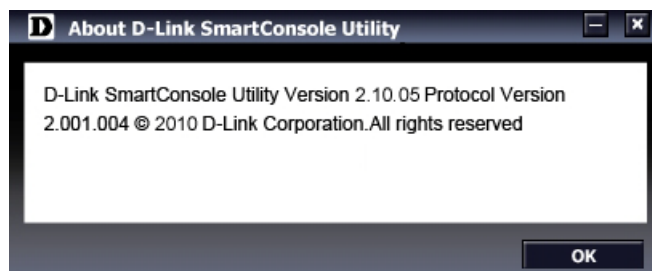 D About D-Link SmartConsole Utility
D-Link SmartConsole Utility Version 2.10.05 Protocol Version
2.001.004 © 2010 D-Link Corporation.All rights reserved
OK